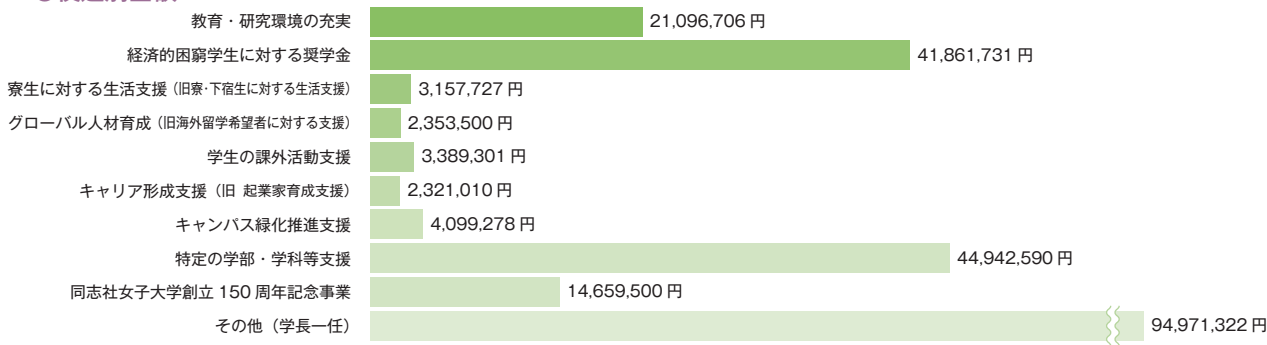 教育・研究環境の充実 21,096,706 円
経済的困窮学生に対する奨学金 41,861,731 円
寮生に対する生活支援（旧寮・下宿生に対する生活支援） 3,157,727 円
グローバル人材育成（旧海外留学希望者に対する支援） 2,353,500 円
学生の課外活動支援 3,389,301 円
キャリア形成支援（旧 起業家育成支援） 2,321,010 円
キャンパス緑化推進支援 4,099,278 円
特定の学部・学科等支援 44,942,590 円
同志社女子大学創立 150 周年記念事業 14,659,500 円
その他（学長一任） 94,971,322 円